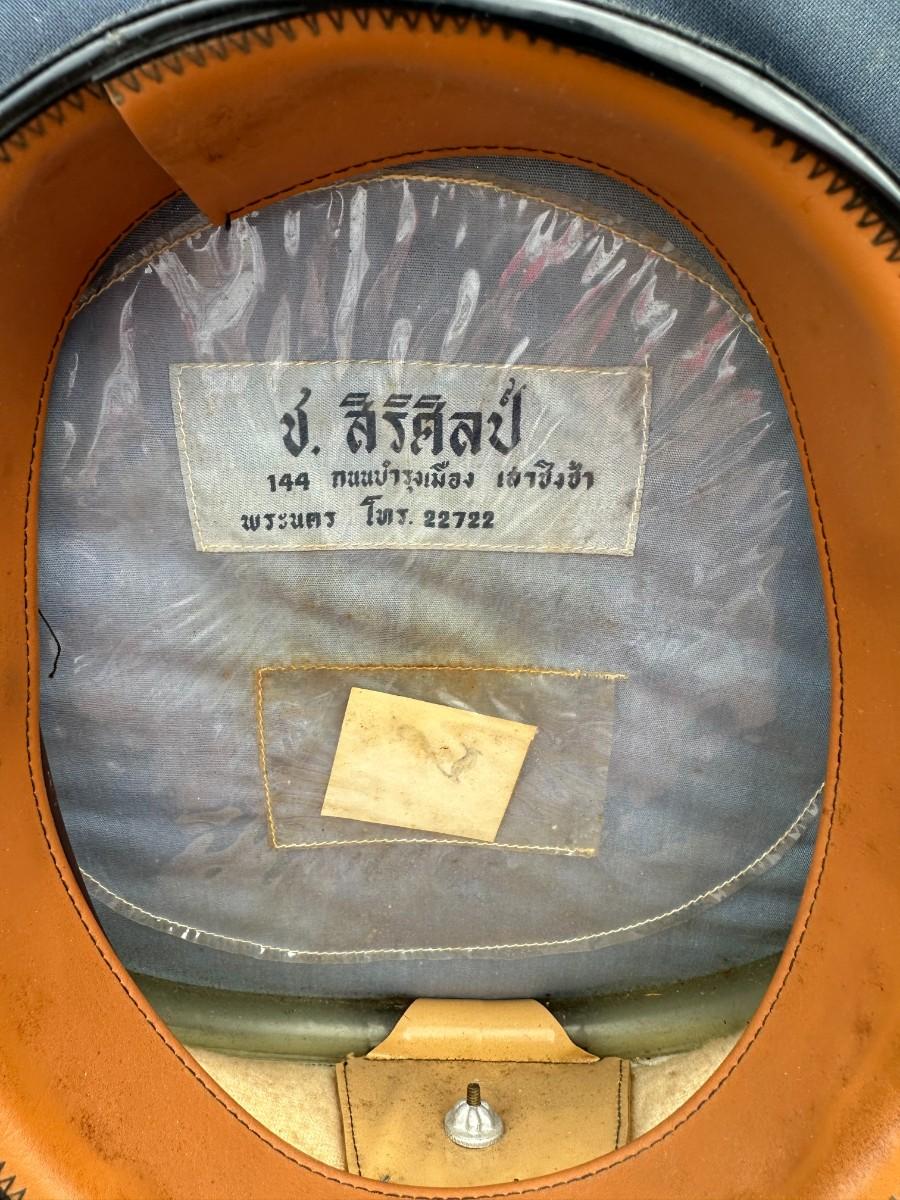 ช. สิริศิลป์
144 ถนนบำรุงเมือง เสาชิงช้า
พระนคร โทร. 22722